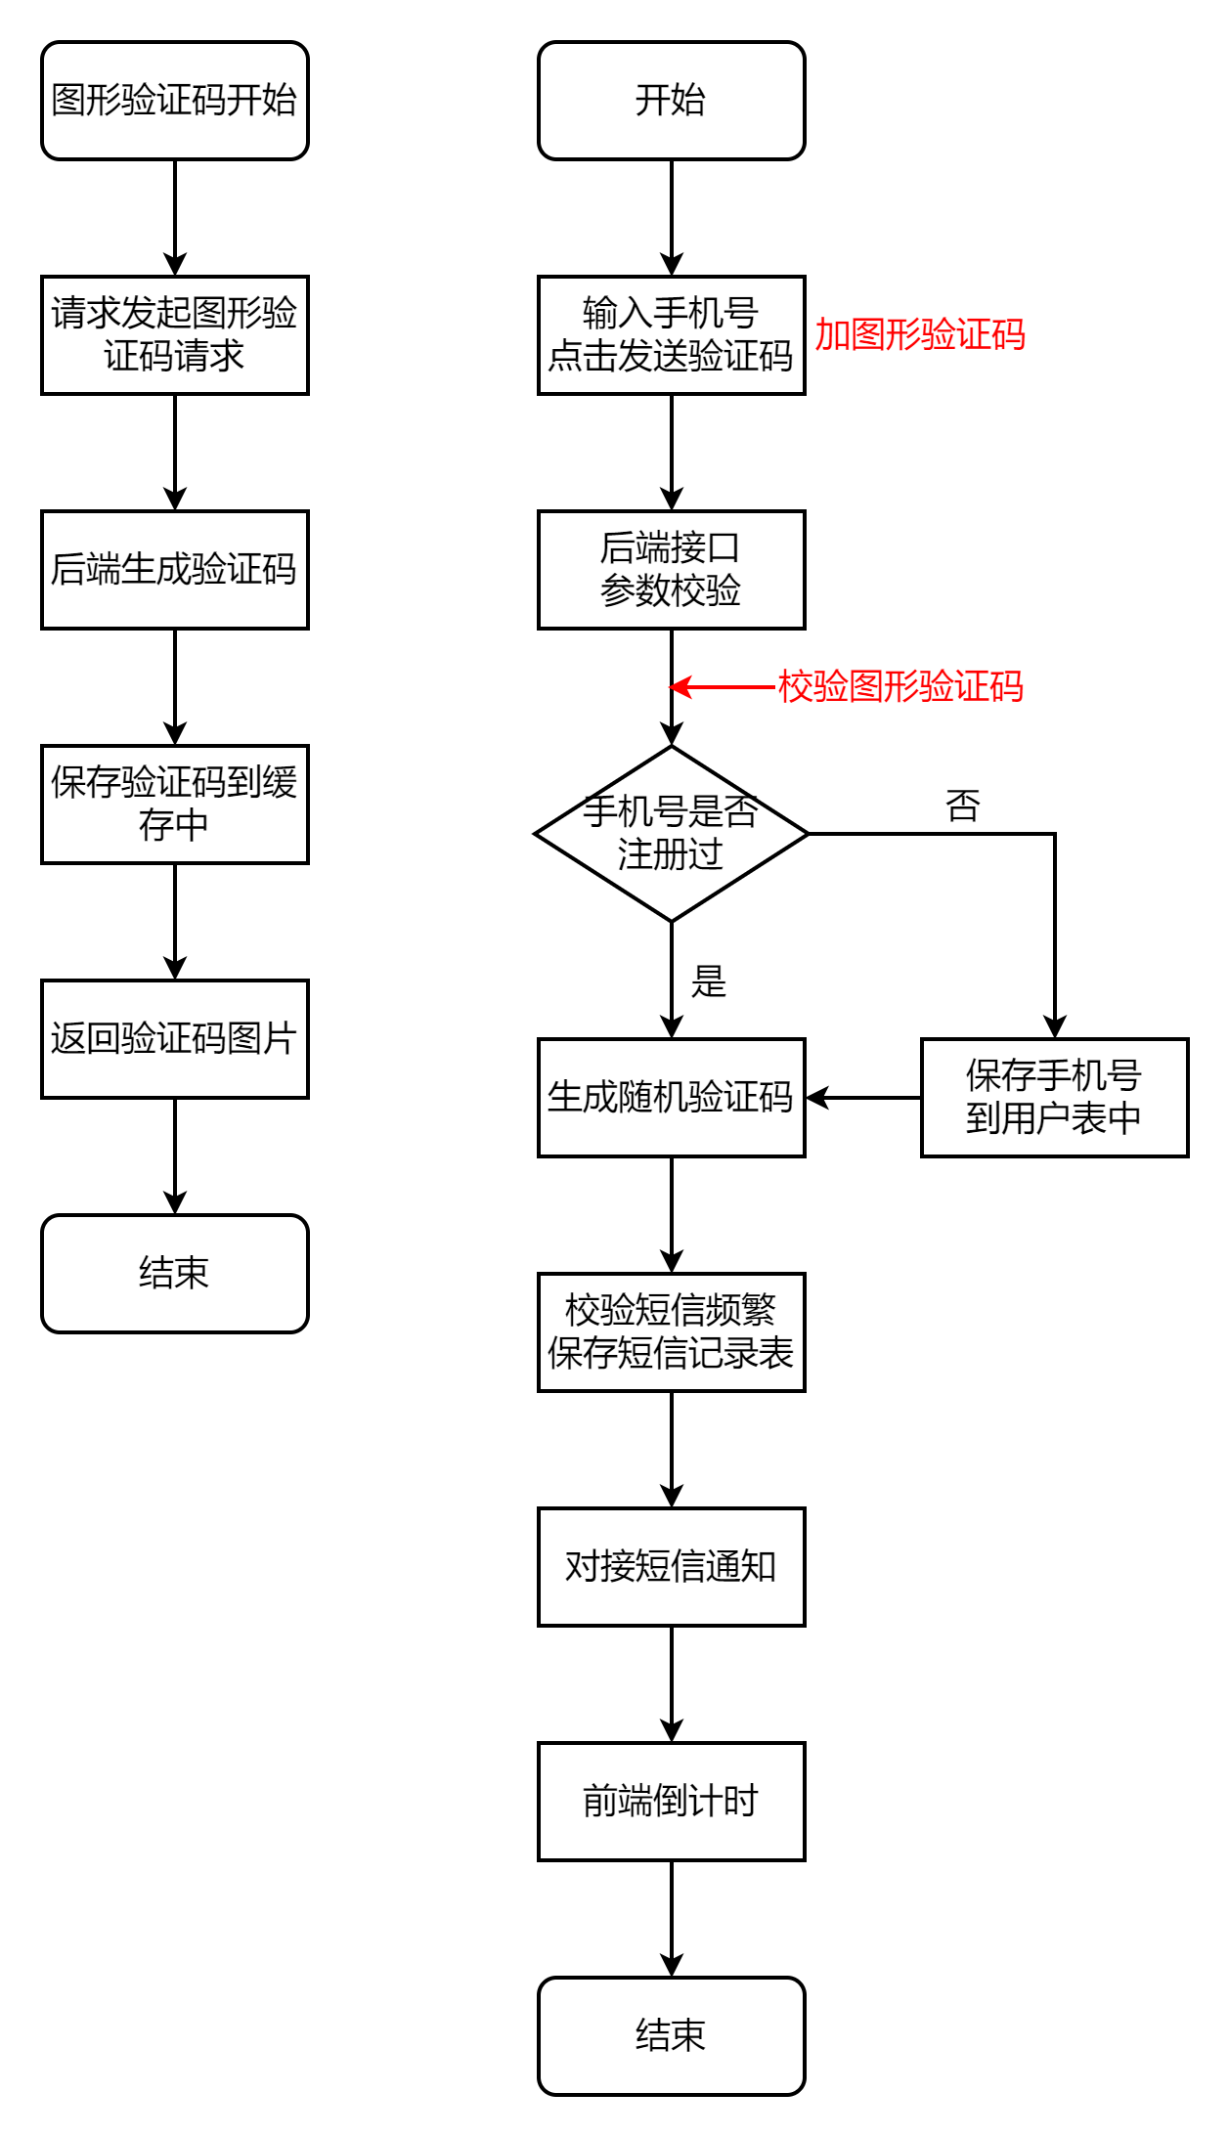 图形验证码开始
请求发起图形验
证码请求
后端生成验证码
保存验证码到缓
存中
返回验证码图片
结束
开始
输入手机号
点击发送验证码
加图形验证码
后端接口
参数校验
校验图形验证码
手机号是否
注册过
否
是
生成随机验证码
保存手机号
到用户表中
校验短信频繁
保存短信记录表
对接短信通知
前端倒计时
结束